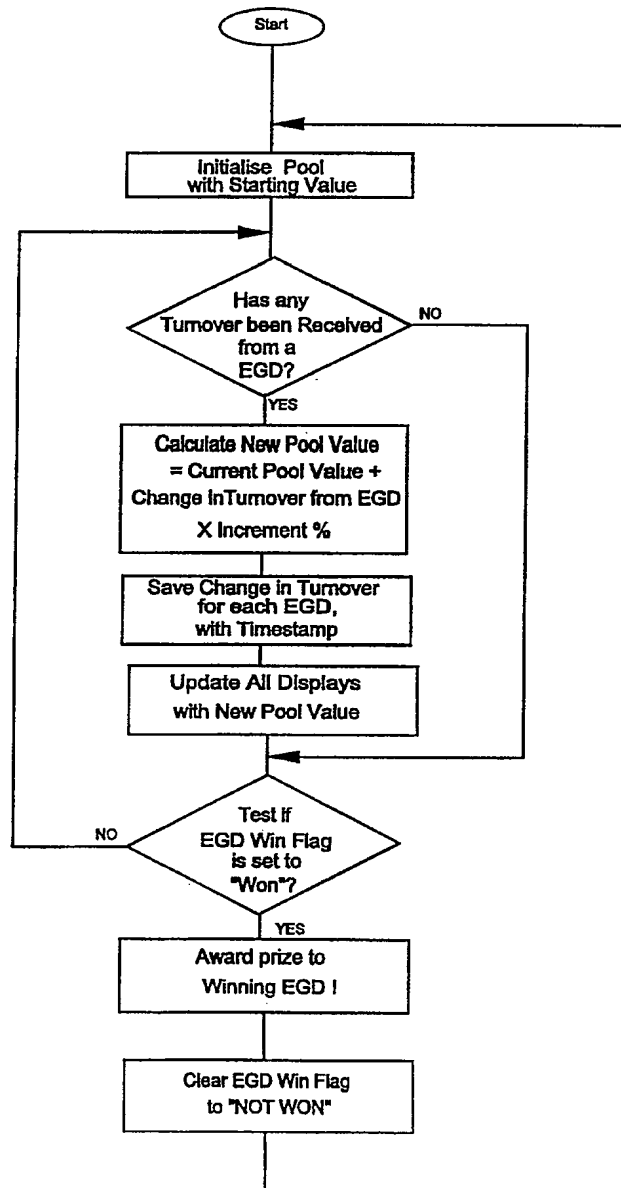 Start
Initialise Pool
with Starting Value
Has any
Turnover been Received
from a
EGD?
NO
YES
Calculate New Pool Value
= Current Pool Value +
Change inTurnover from EGD
X Increment %
Save Change in Turnover
for each EGD,
with Timestamp
Update All Displays
with New Pool Value
Test if
EGD Win Flag
is set to
"Won"?
NO
YES
Award prize to
Winning EGD !
Clear EGD Win Flag
to "NOT WON"